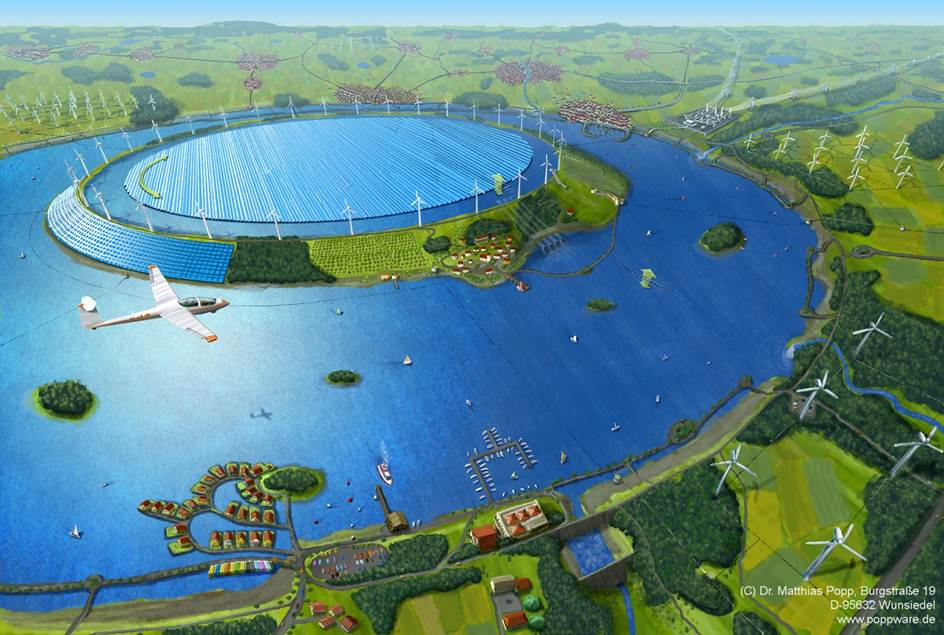 (C) Dr. Matthias Popp, Burgstraße 19
D-95632 Wunsiedel
www.poppware.de